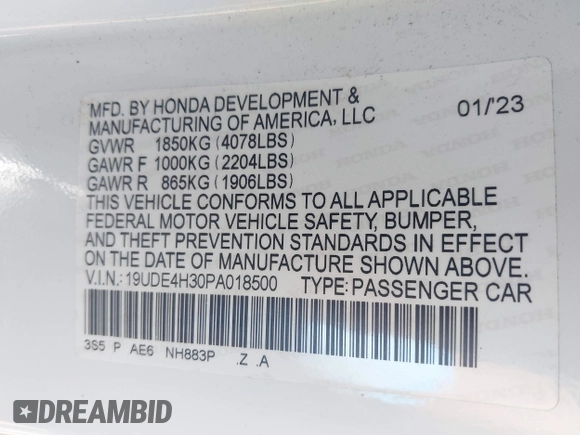 MFD. BY HONDA DEVELOPMENT &
MANUFACTURING OF AMERICA, LLC 01/'23
GVWR 1850KG (4078LBS)
GAWR F 1000KG (2204LBS)
GAWR R 865KG (1906LBS)
THIS VEHICLE CONFORMS TO ALL APPLICABLE
FEDERAL MOTOR VEHICLE SAFETY, BUMPER,
AND THEFT PREVENTION STANDARDS IN EFFECT
ON THE DATE OF MANUFACTURE SHOWN ABOVE.
V.I.N.: 19UDE4H30PA018500 TYPE: PASSENGER CAR
3S5 P AE6 NH883P .Z .A
DREAMBID